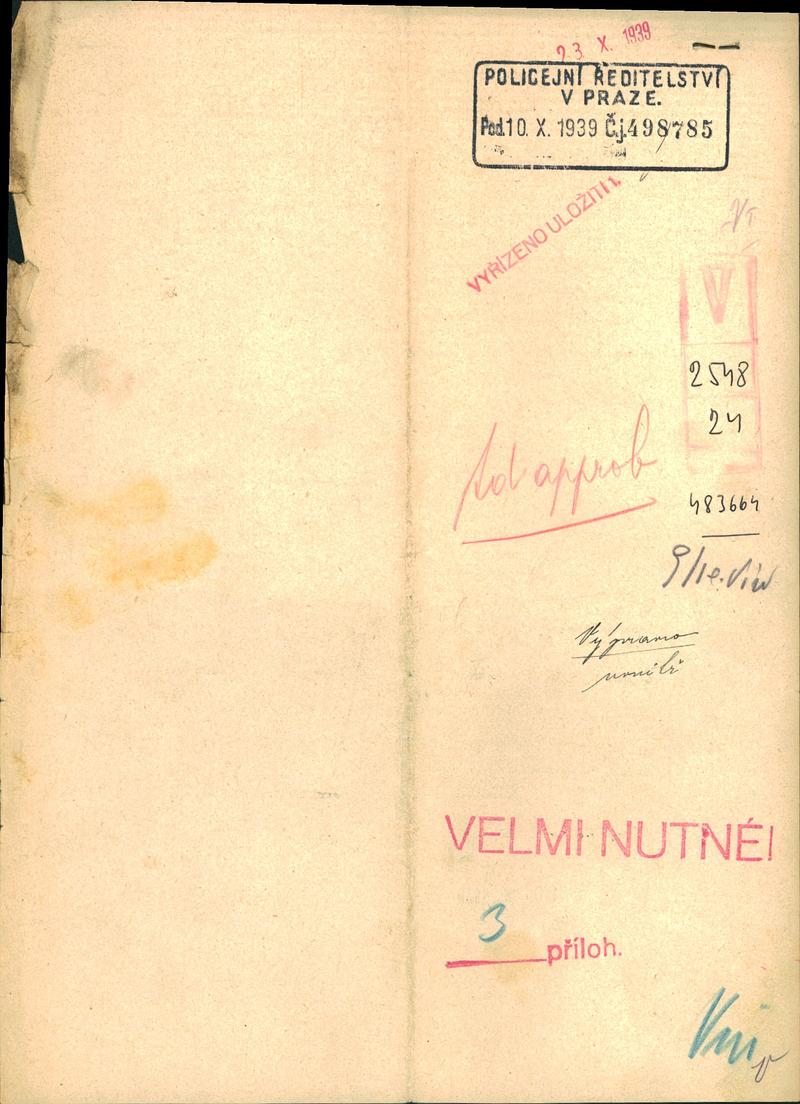 23 X. 1939
POLICEJNÍ ŘEDITELSTVÍ
V PRAZE.
Pod.10. X. 1939 Č.j.498785
VYŘÍZENO ULOŽITI
V
2548
24
Ad approb
483664
Výprava
VELMI NUTNÉ!
3 příloh.